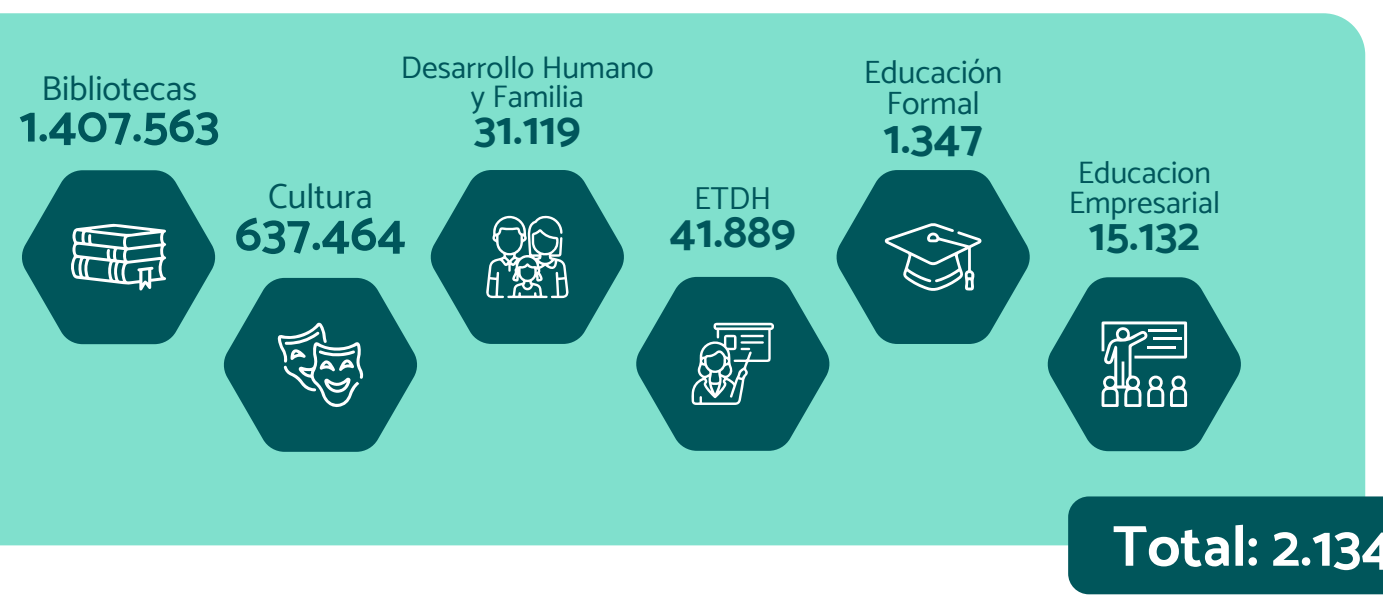 Bibliotecas
1.407.563
Cultura
637.464
Desarrollo Humano
y Familia
31.119
ETDH
41.889
Educación
Formal
1.347
Educacion
Empresarial
15.132
Total: 2.134